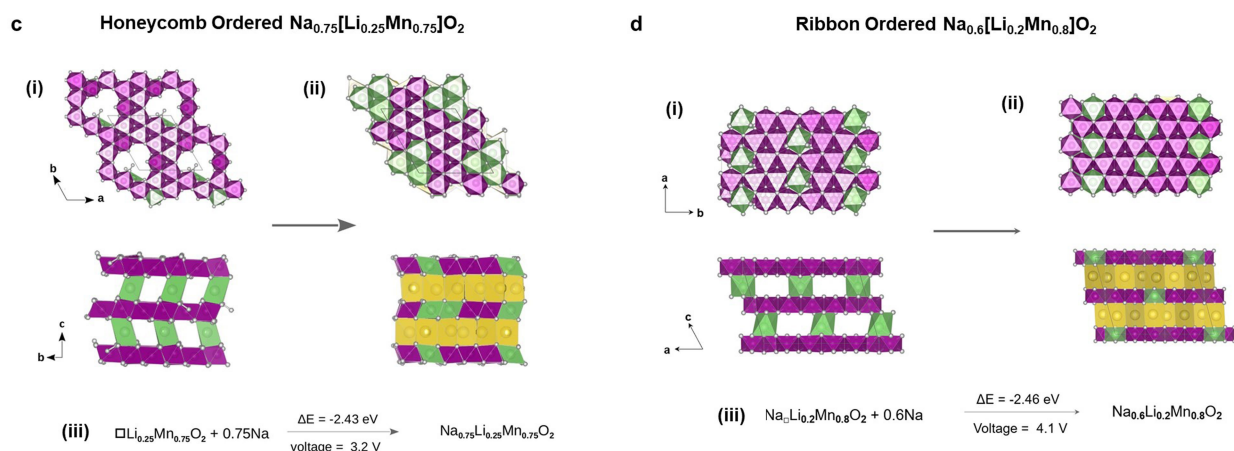 c
Honeycomb Ordered Na0.75[Li0.25Mn0.75]O2
(i)
(ii)
b
a
c
b
(iii)
□Li0.25Mn0.75O2 + 0.75Na
ΔE = -2.43 eV
voltage = 3.2 V
Na0.75Li0.25Mn0.75O2
d
Ribbon Ordered Na0.6[Li0.2Mn0.8]O2
(i)
(ii)
a
b
c
a
(iii)
Na□Li0.2Mn0.8O2 + 0.6Na
ΔE = -2.46 eV
Voltage = 4.1 V
Na0.6Li0.2Mn0.8O2